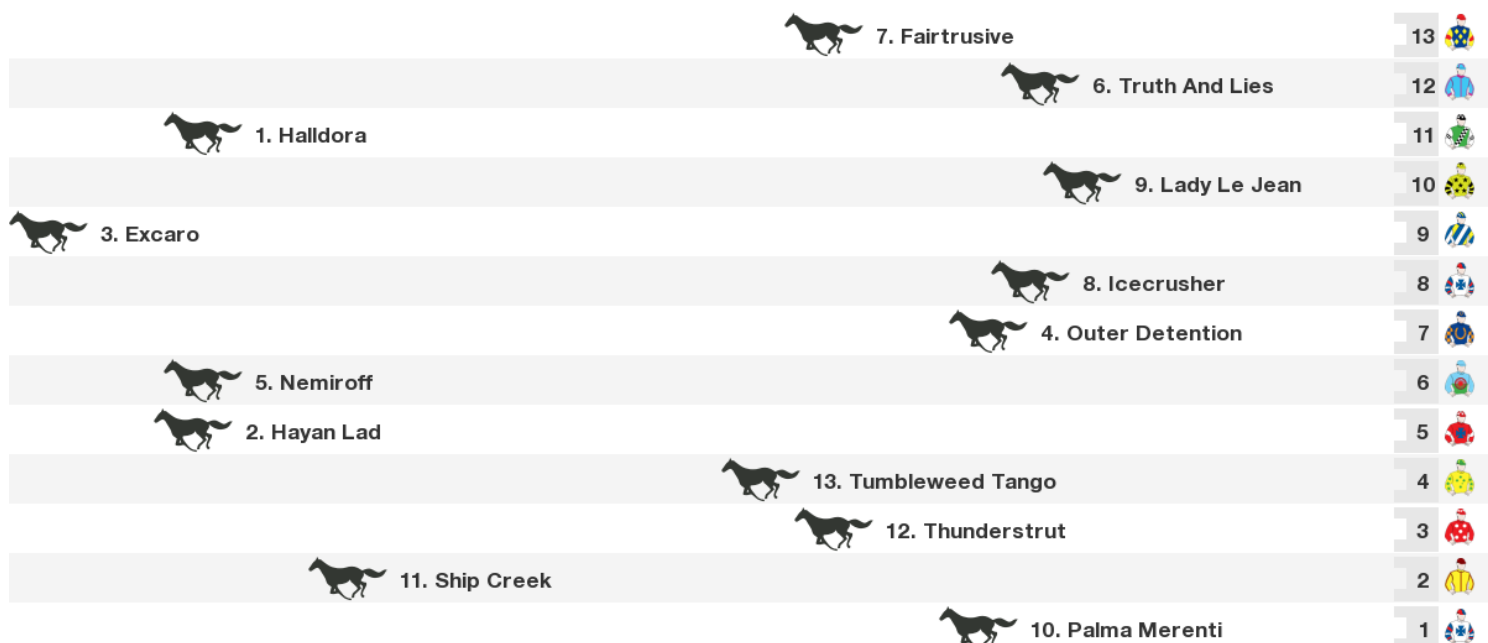 7. Fairtrusive 13
6. Truth And Lies 12
1. Halldora 11
9. Lady Le Jean 10
3. Excaro 9
8. Icecrusher 8
4. Outer Detention 7
5. Nemiroff 6
2. Hayan Lad 5
13. Tumbleweed Tango 4
12. Thunderstrut 3
11. Ship Creek 2
10. Palma Merenti 1